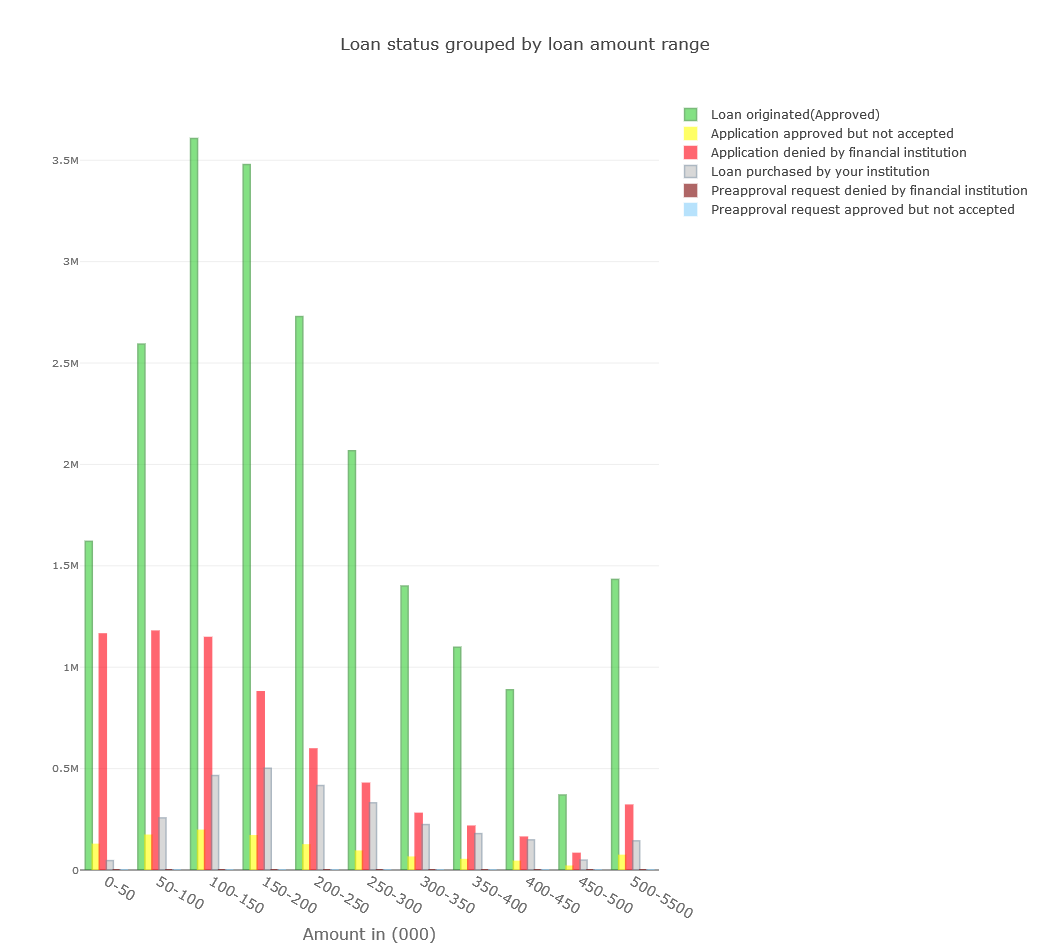 Loan status grouped by loan amount range
Loan originated(Approved)
Application approved but not accepted
Application denied by financial institution
Loan purchased by your institution
Preapproval request denied by financial institution
Preapproval request approved but not accepted
3.5M
3M
2.5M
2M
1.5M
1M
0.5M
0
0-50
50-100
100-150
150-200
200-250
250-300
300-350
350-400
400-450
450-500
500-5500
Amount in (000)